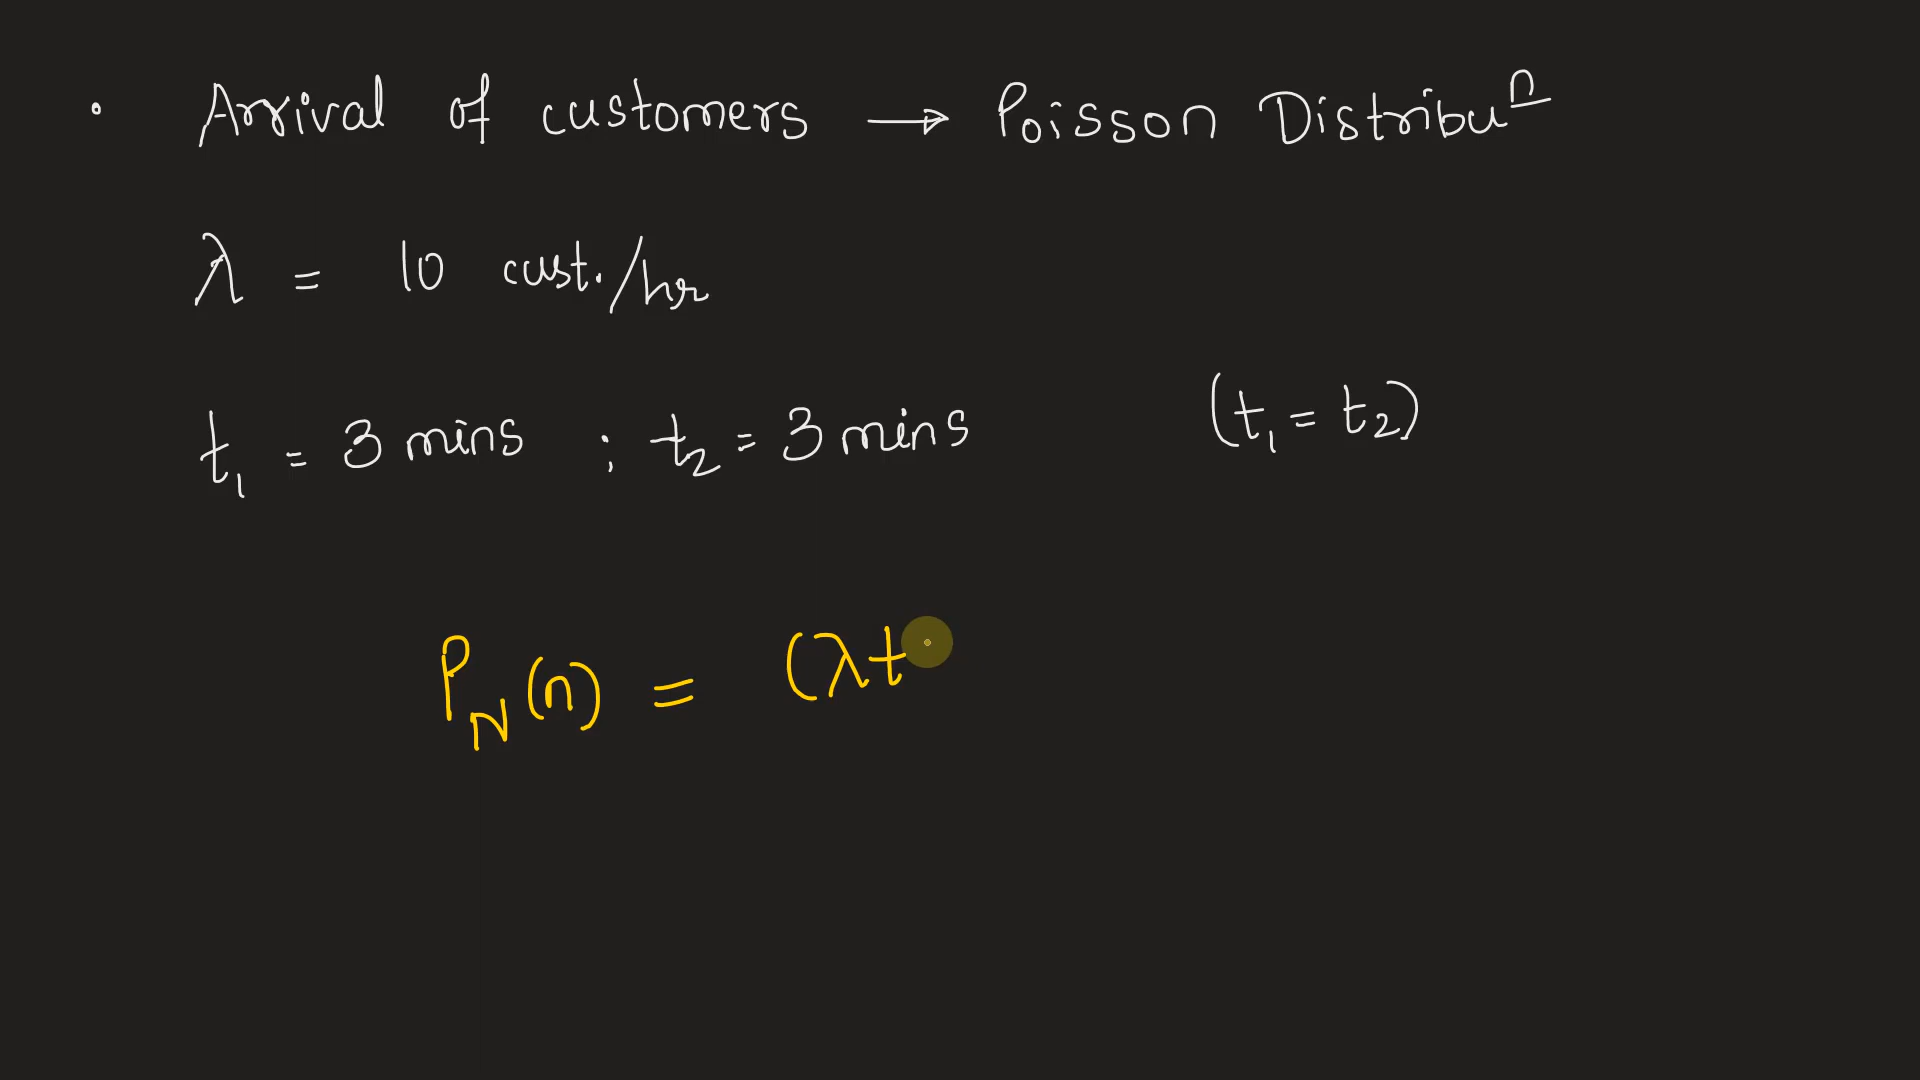 • Arrival of customers → Poisson Distribuⁿ
λ = 10 cust./hr
t₁ = 3 mins ; t₂ = 3 mins (t₁ = t₂)
P_N(n) = (λt